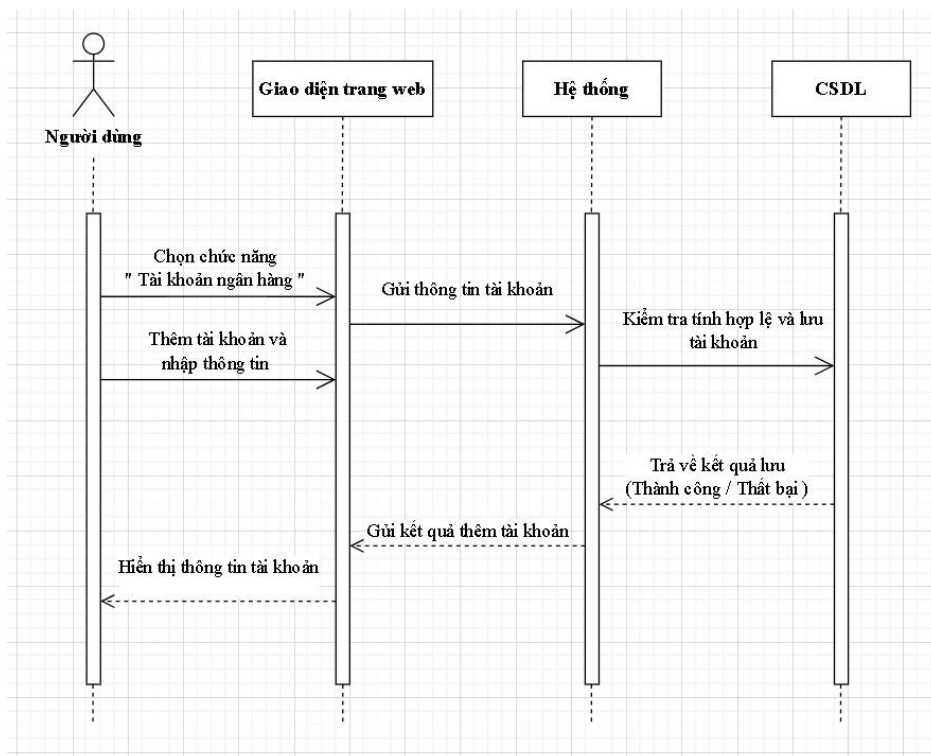 Người dùng
Giao diện trang web
Hệ thống
CSDL
Chọn chức năng
" Tài khoản ngân hàng "
Gửi thông tin tài khoản
Thêm tài khoản và
nhập thông tin
Kiểm tra tính hợp lệ và lưu
tài khoản
Trả về kết quả lưu
(Thành công / Thất bại )
Gửi kết quả thêm tài khoản
Hiển thị thông tin tài khoản